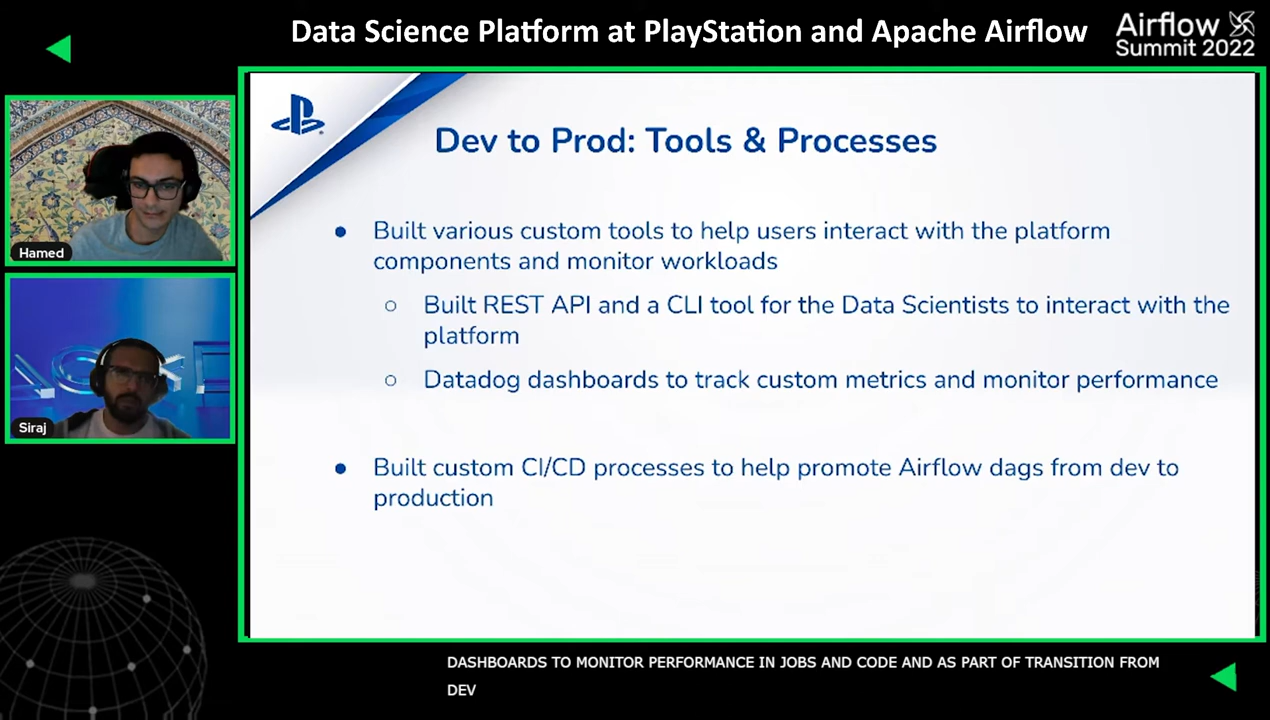 Data Science Platform at PlayStation and Apache Airflow
Airflow
Summit 2022
Hamed
Siraj
Dev to Prod: Tools & Processes
● Built various custom tools to help users interact with the platform
components and monitor workloads
○ Built REST API and a CLI tool for the Data Scientists to interact with the
platform
○ Datadog dashboards to track custom metrics and monitor performance
● Built custom CI/CD processes to help promote Airflow dags from dev to
production
DASHBOARDS TO MONITOR PERFORMANCE IN JOBS AND CODE AND AS PART OF TRANSITION FROM
DEV